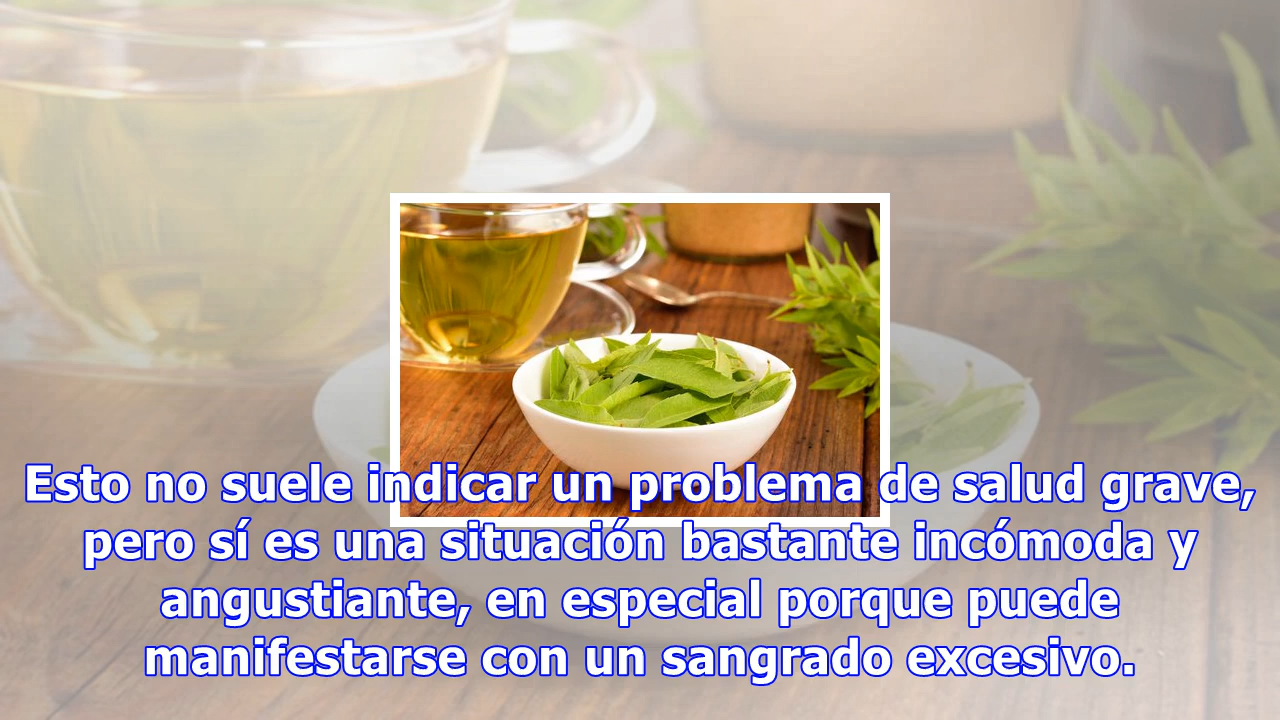 Esto no suele indicar un problema de salud grave,
pero sí es una situación bastante incómoda y
angustiante, en especial porque puede
manifestarse con un sangrado excesivo.